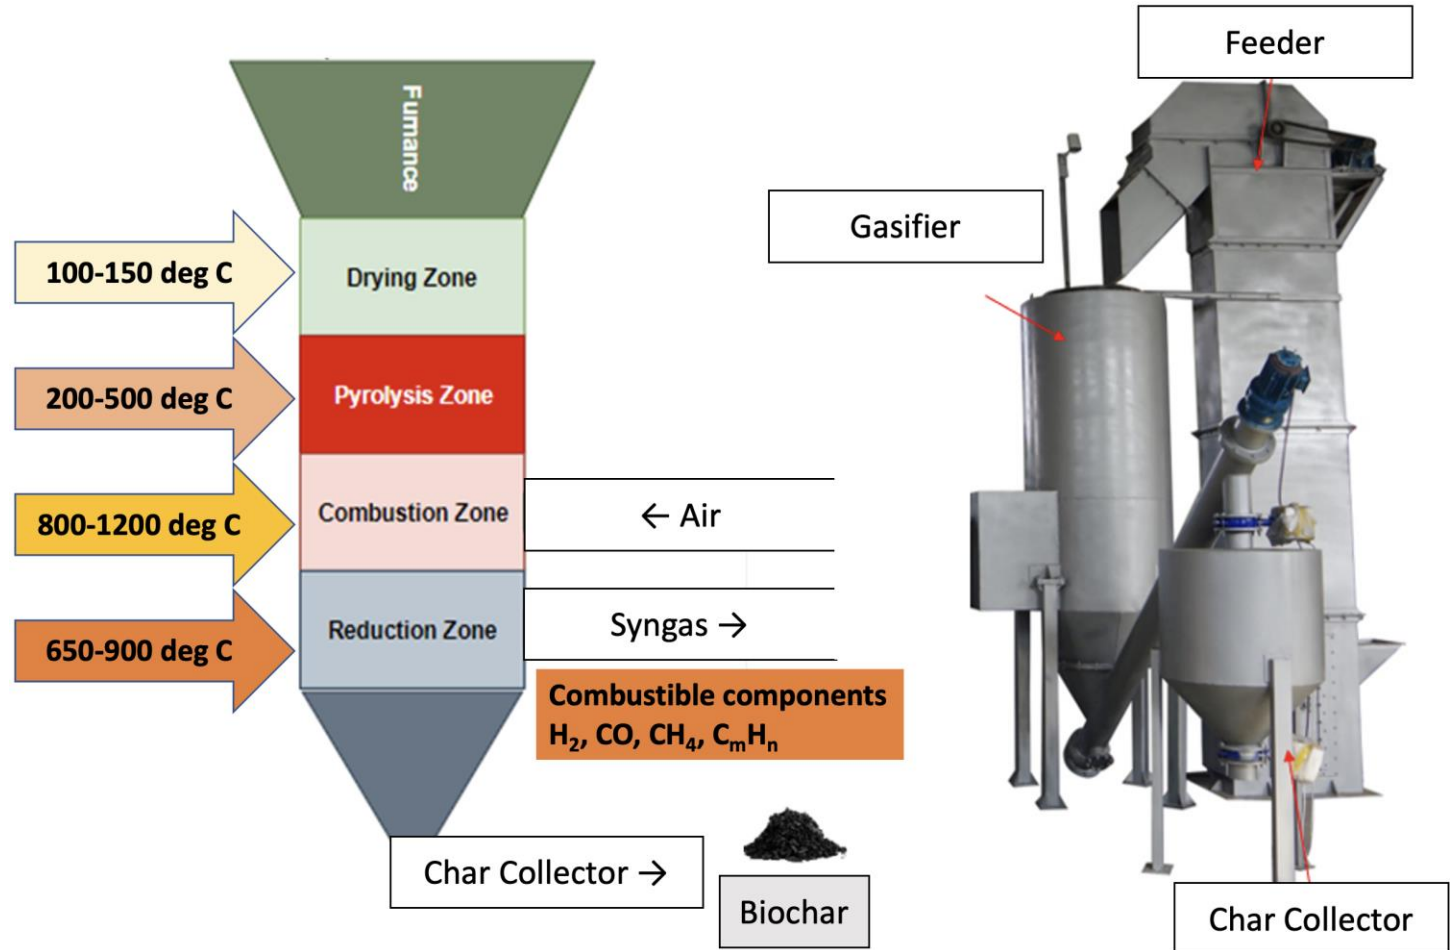 Furnance
100-150 deg C
Drying Zone
200-500 deg C
Pyrolysis Zone
800-1200 deg C
Combustion Zone
← Air
650-900 deg C
Reduction Zone
Syngas →
Combustible components
H₂, CO, CH₄, CₘHₙ
Char Collector →
Biochar
Feeder
Gasifier
Char Collector